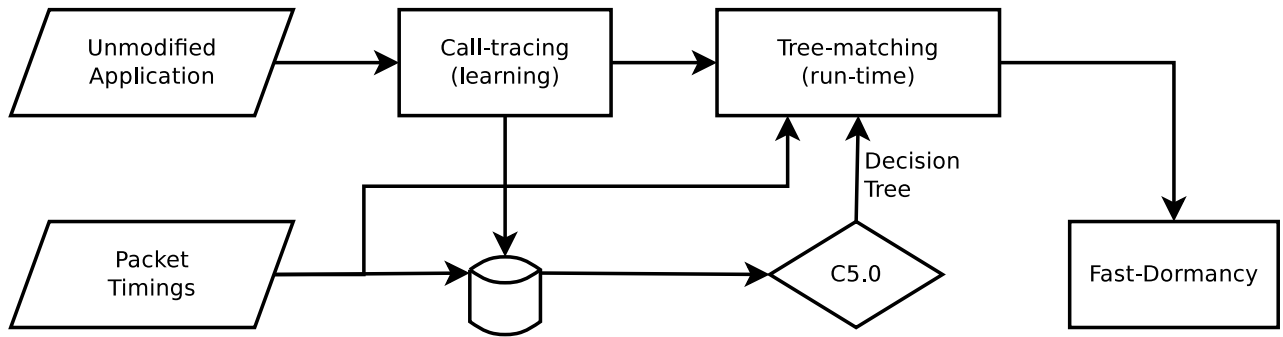 Unmodified
Application
Call-tracing
(learning)
Tree-matching
(run-time)
Decision
Tree
Packet
Timings
C5.0
Fast-Dormancy